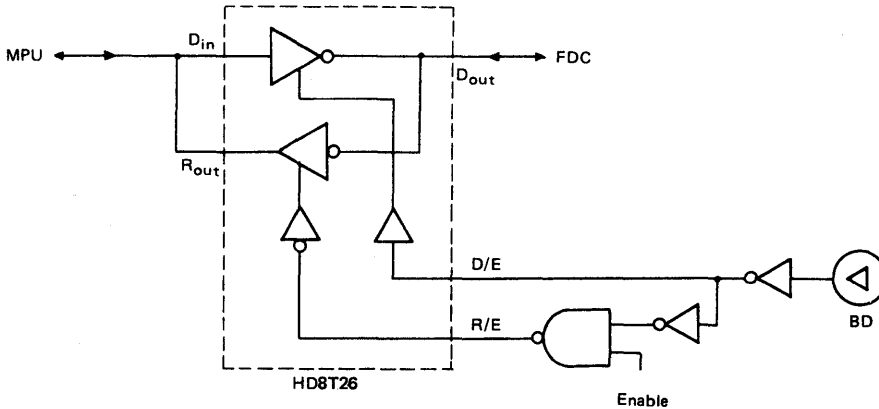 MPU
Din
FDC
Dout
Rout
D/E
BD
R/E
HD8T26
Enable